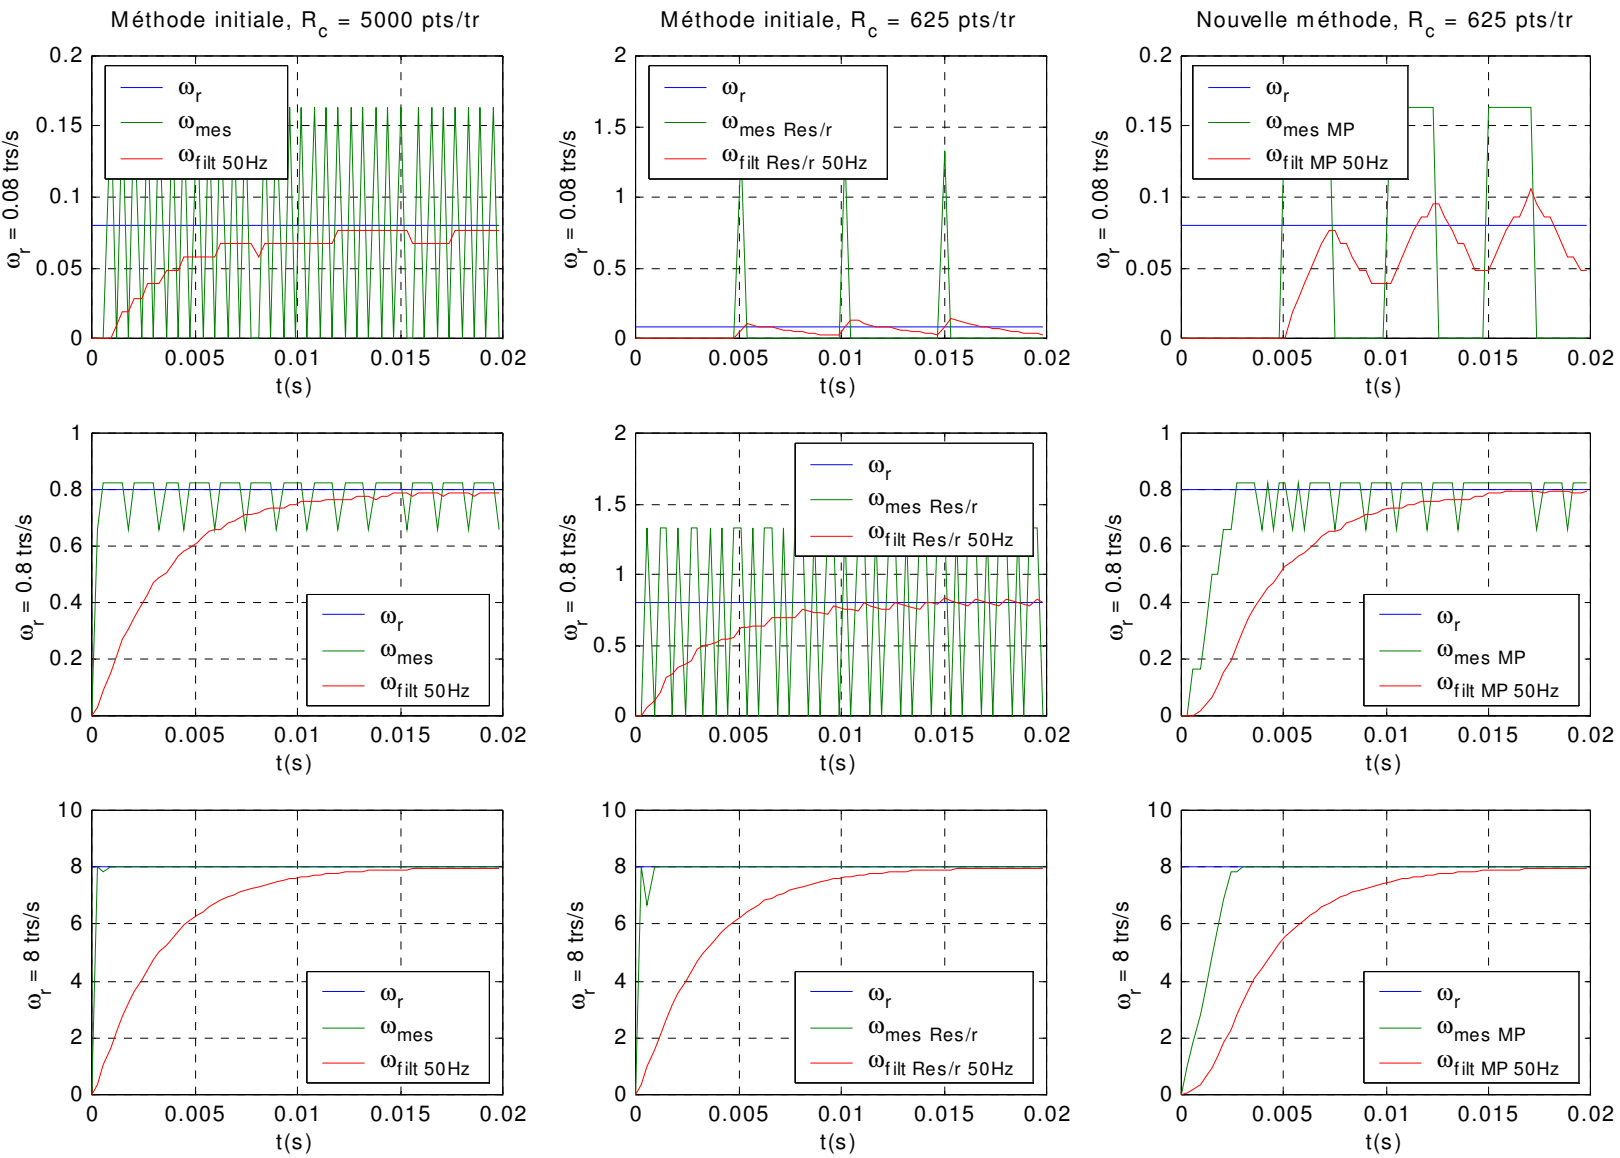 Méthode initiale, R_c = 5000 pts/tr
Méthode initiale, R_c = 625 pts/tr
Nouvelle méthode, R_c = 625 pts/tr
ω_r = 0.08 trs/s
0.2
0.15
0.1
0.05
0
ω_r
ω_mes
ω_filt 50Hz
0 0.005 0.01 0.015 0.02
t(s)
ω_r = 0.08 trs/s
2
1.5
1
0.5
0
ω_r
ω_mes Res/r
ω_filt Res/r 50Hz
0 0.005 0.01 0.015 0.02
t(s)
ω_r = 0.08 trs/s
0.2
0.15
0.1
0.05
0
ω_r
ω_mes MP
ω_filt MP 50Hz
0 0.005 0.01 0.015 0.02
t(s)
ω_r = 0.8 trs/s
1
0.8
0.6
0.4
0.2
0
ω_r
ω_mes
ω_filt 50Hz
0 0.005 0.01 0.015 0.02
t(s)
ω_r = 0.8 trs/s
2
1.5
1
0.5
0
ω_r
ω_mes Res/r
ω_filt Res/r 50Hz
0 0.005 0.01 0.015 0.02
t(s)
ω_r = 0.8 trs/s
1
0.8
0.6
0.4
0.2
0
ω_r
ω_mes MP
ω_filt MP 50Hz
0 0.005 0.01 0.015 0.02
t(s)
ω_r = 8 trs/s
10
8
6
4
2
0
ω_r
ω_mes
ω_filt 50Hz
0 0.005 0.01 0.015 0.02
t(s)
ω_r = 8 trs/s
10
8
6
4
2
0
ω_r
ω_mes Res/r
ω_filt Res/r 50Hz
0 0.005 0.01 0.015 0.02
t(s)
ω_r = 8 trs/s
10
8
6
4
2
0
ω_r
ω_mes MP
ω_filt MP 50Hz
0 0.005 0.01 0.015 0.02
t(s)